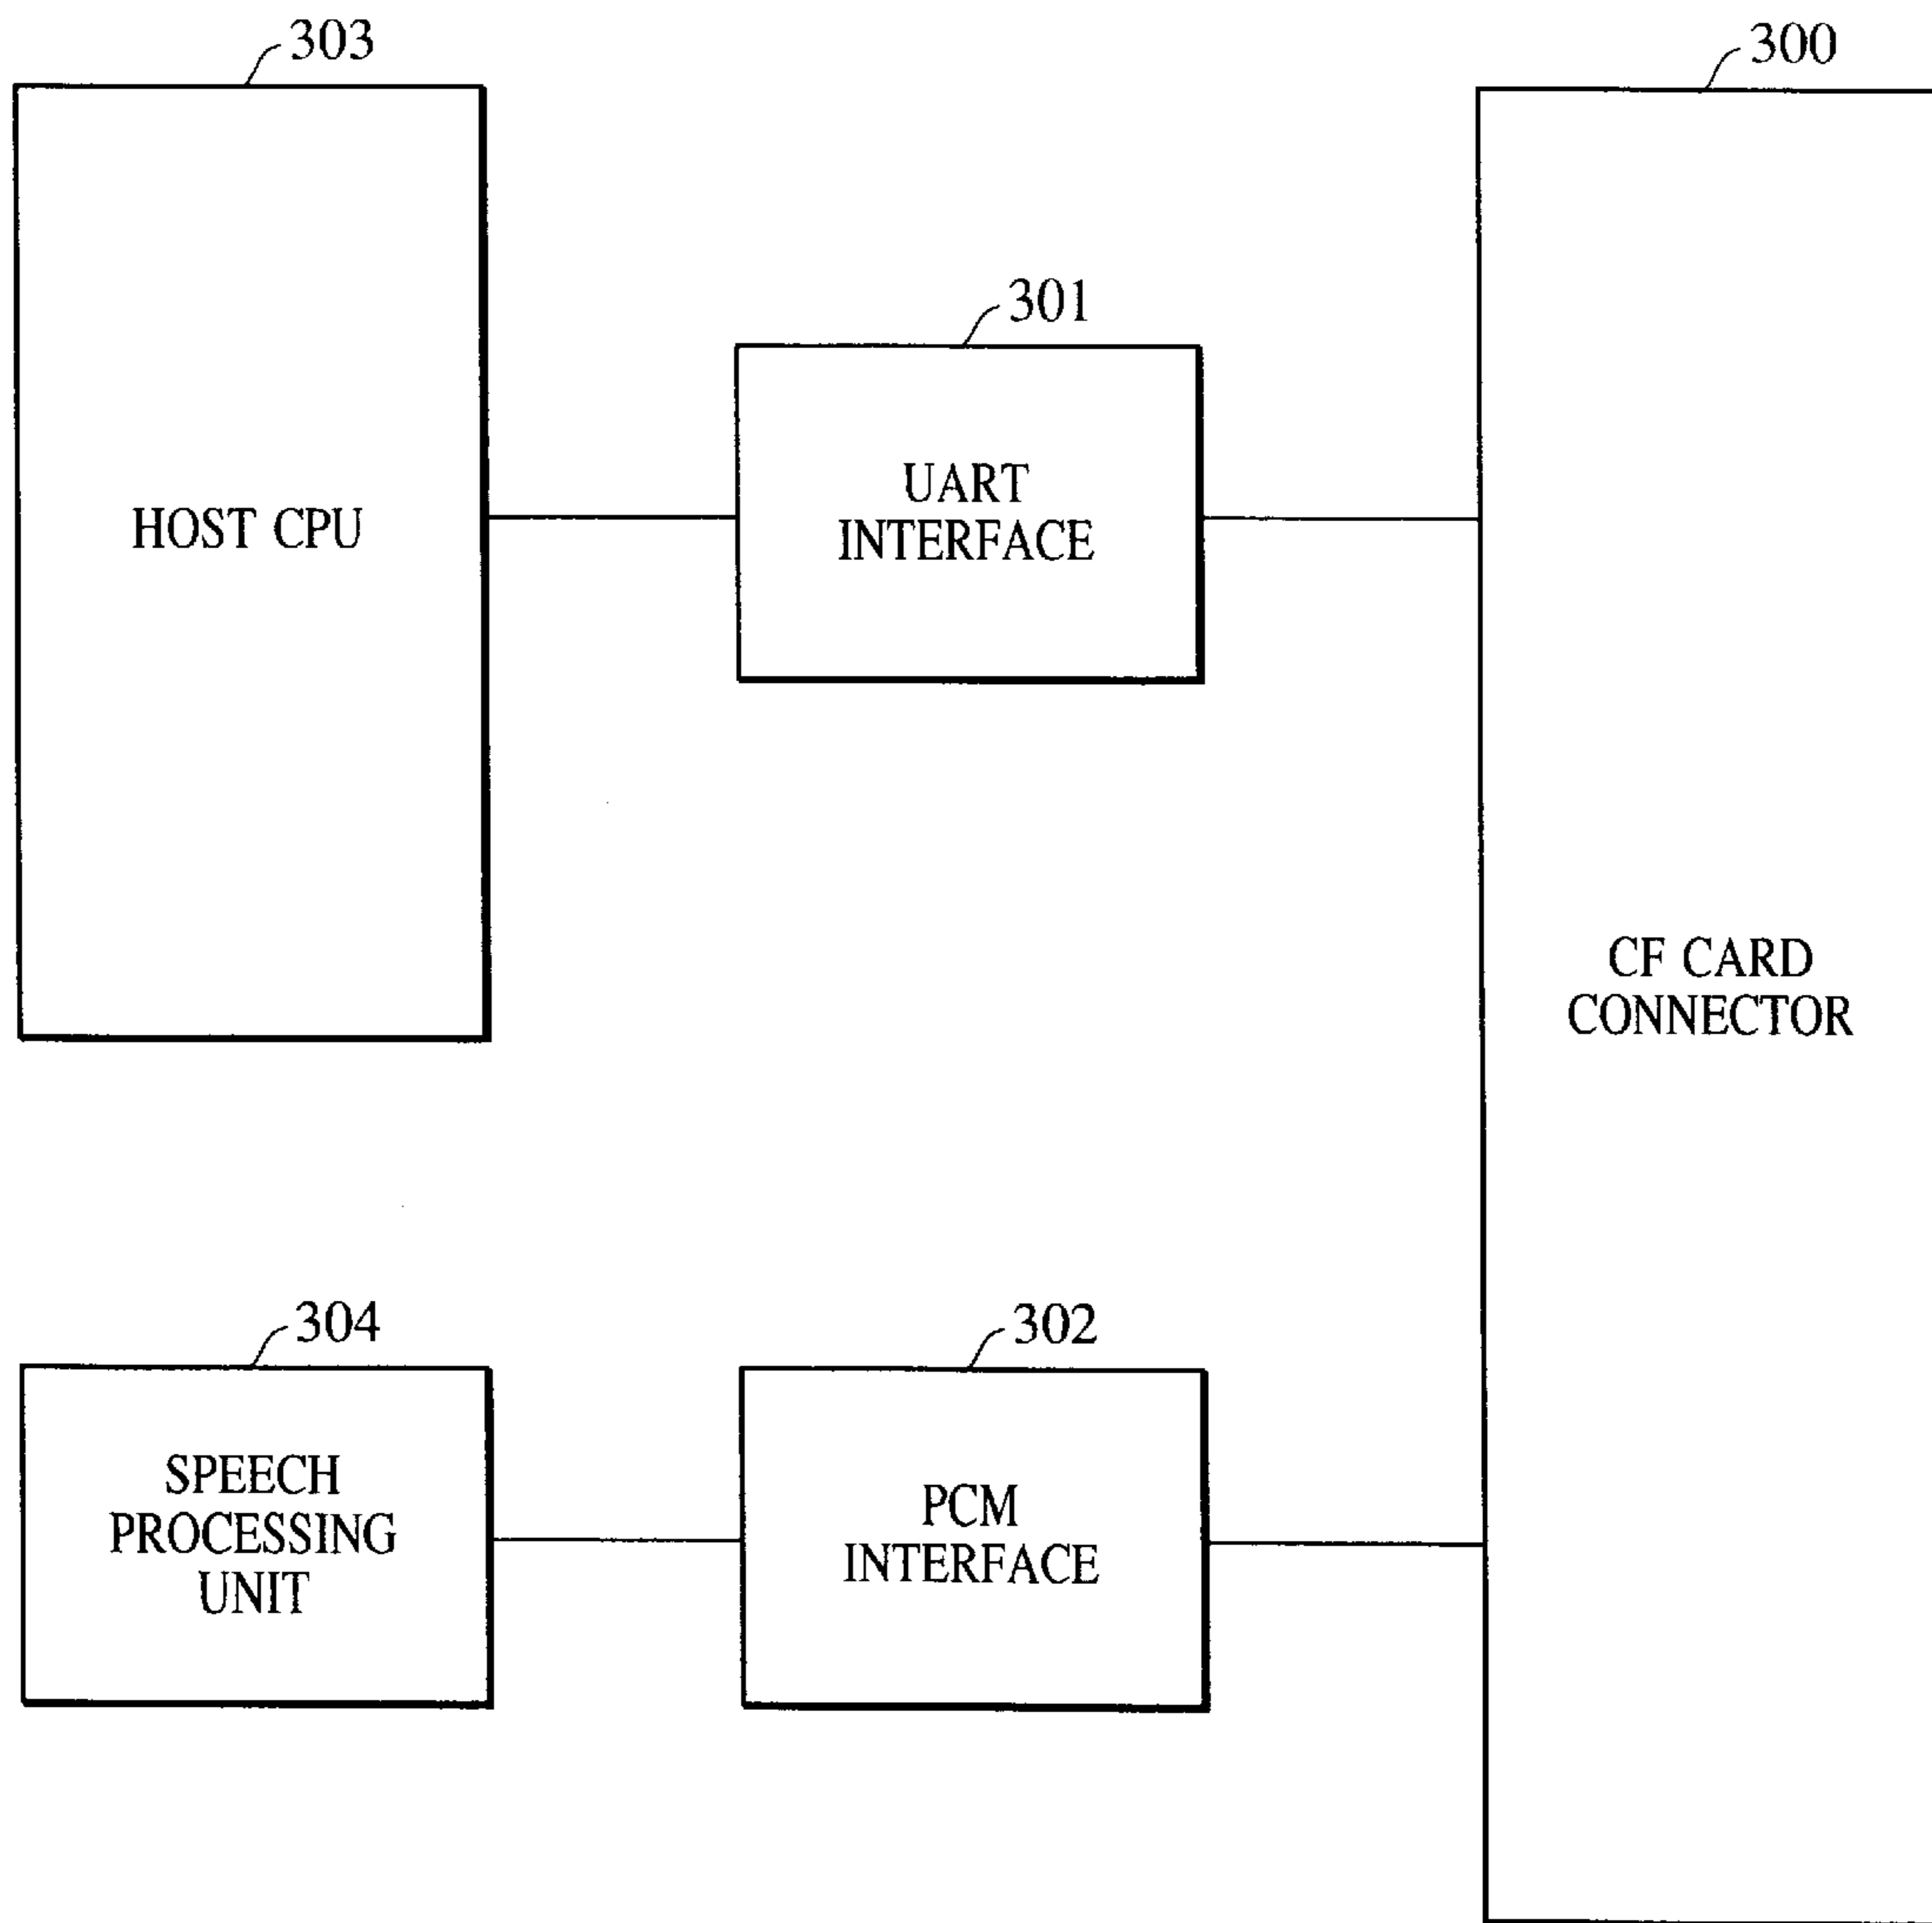 303
300
301
UART
INTERFACE
HOST CPU
CF CARD
CONNECTOR
304
302
SPEECH
PROCESSING
UNIT
PCM
INTERFACE